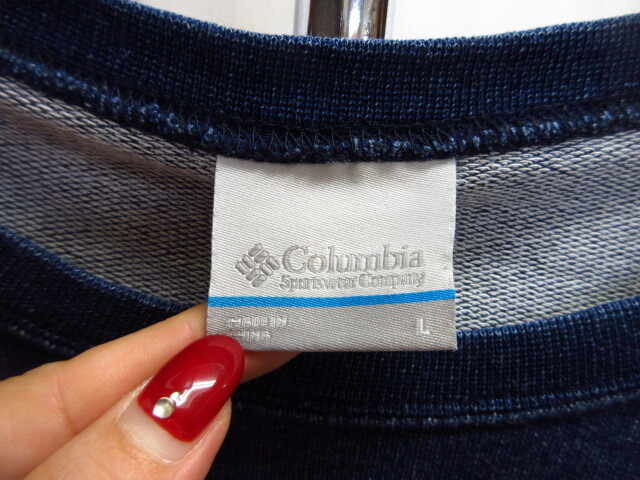 Columbia
Sportswear Company
MADE IN
CHINA
L